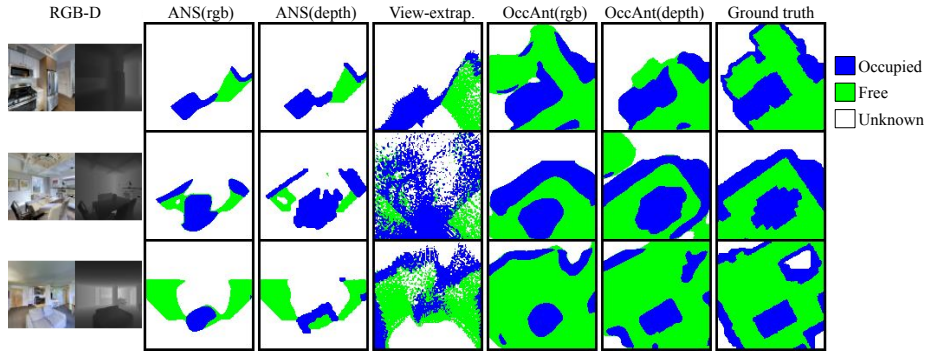 RGB-D ANS(rgb) ANS(depth) View-extrap. OccAnt(rgb) OccAnt(depth) Ground truth
Occupied
Free
Unknown